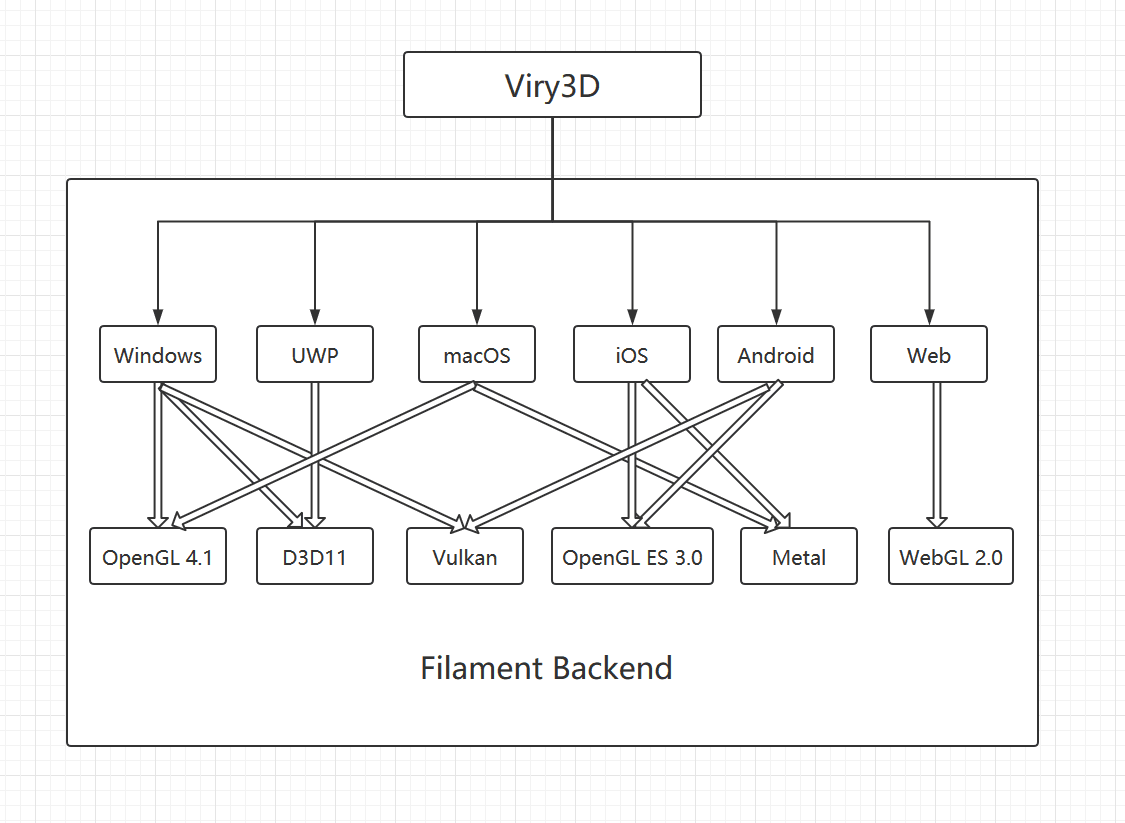 Viry3D
Windows
UWP
macOS
iOS
Android
Web
OpenGL 4.1
D3D11
Vulkan
OpenGL ES 3.0
Metal
WebGL 2.0
Filament Backend